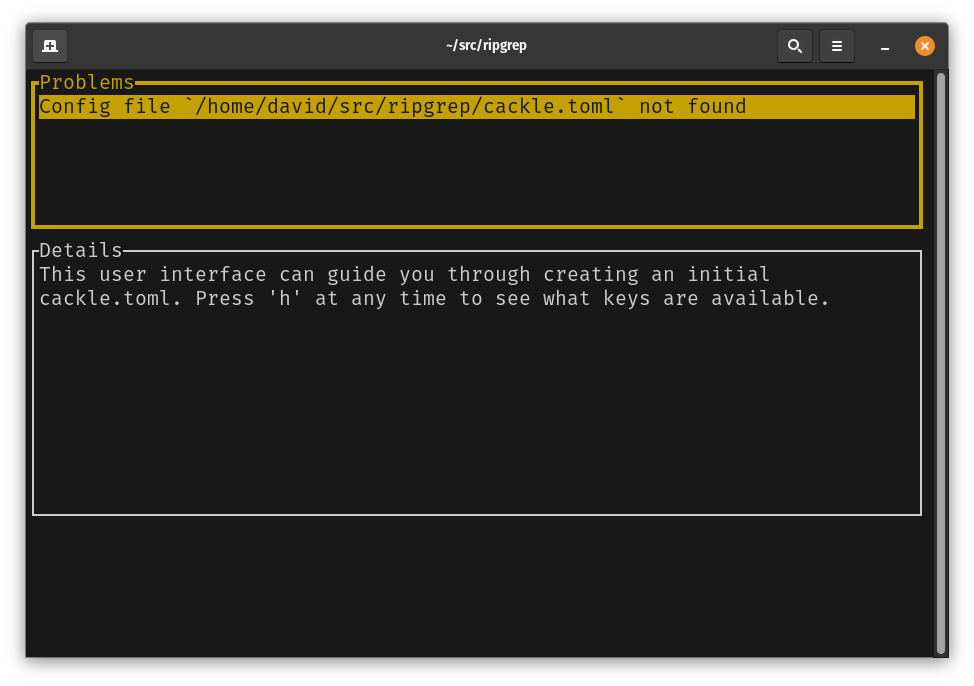 ~/src/ripgrep
Problems
Config file `/home/david/src/ripgrep/cackle.toml` not found
Details
This user interface can guide you through creating an initial
cackle.toml. Press 'h' at any time to see what keys are available.